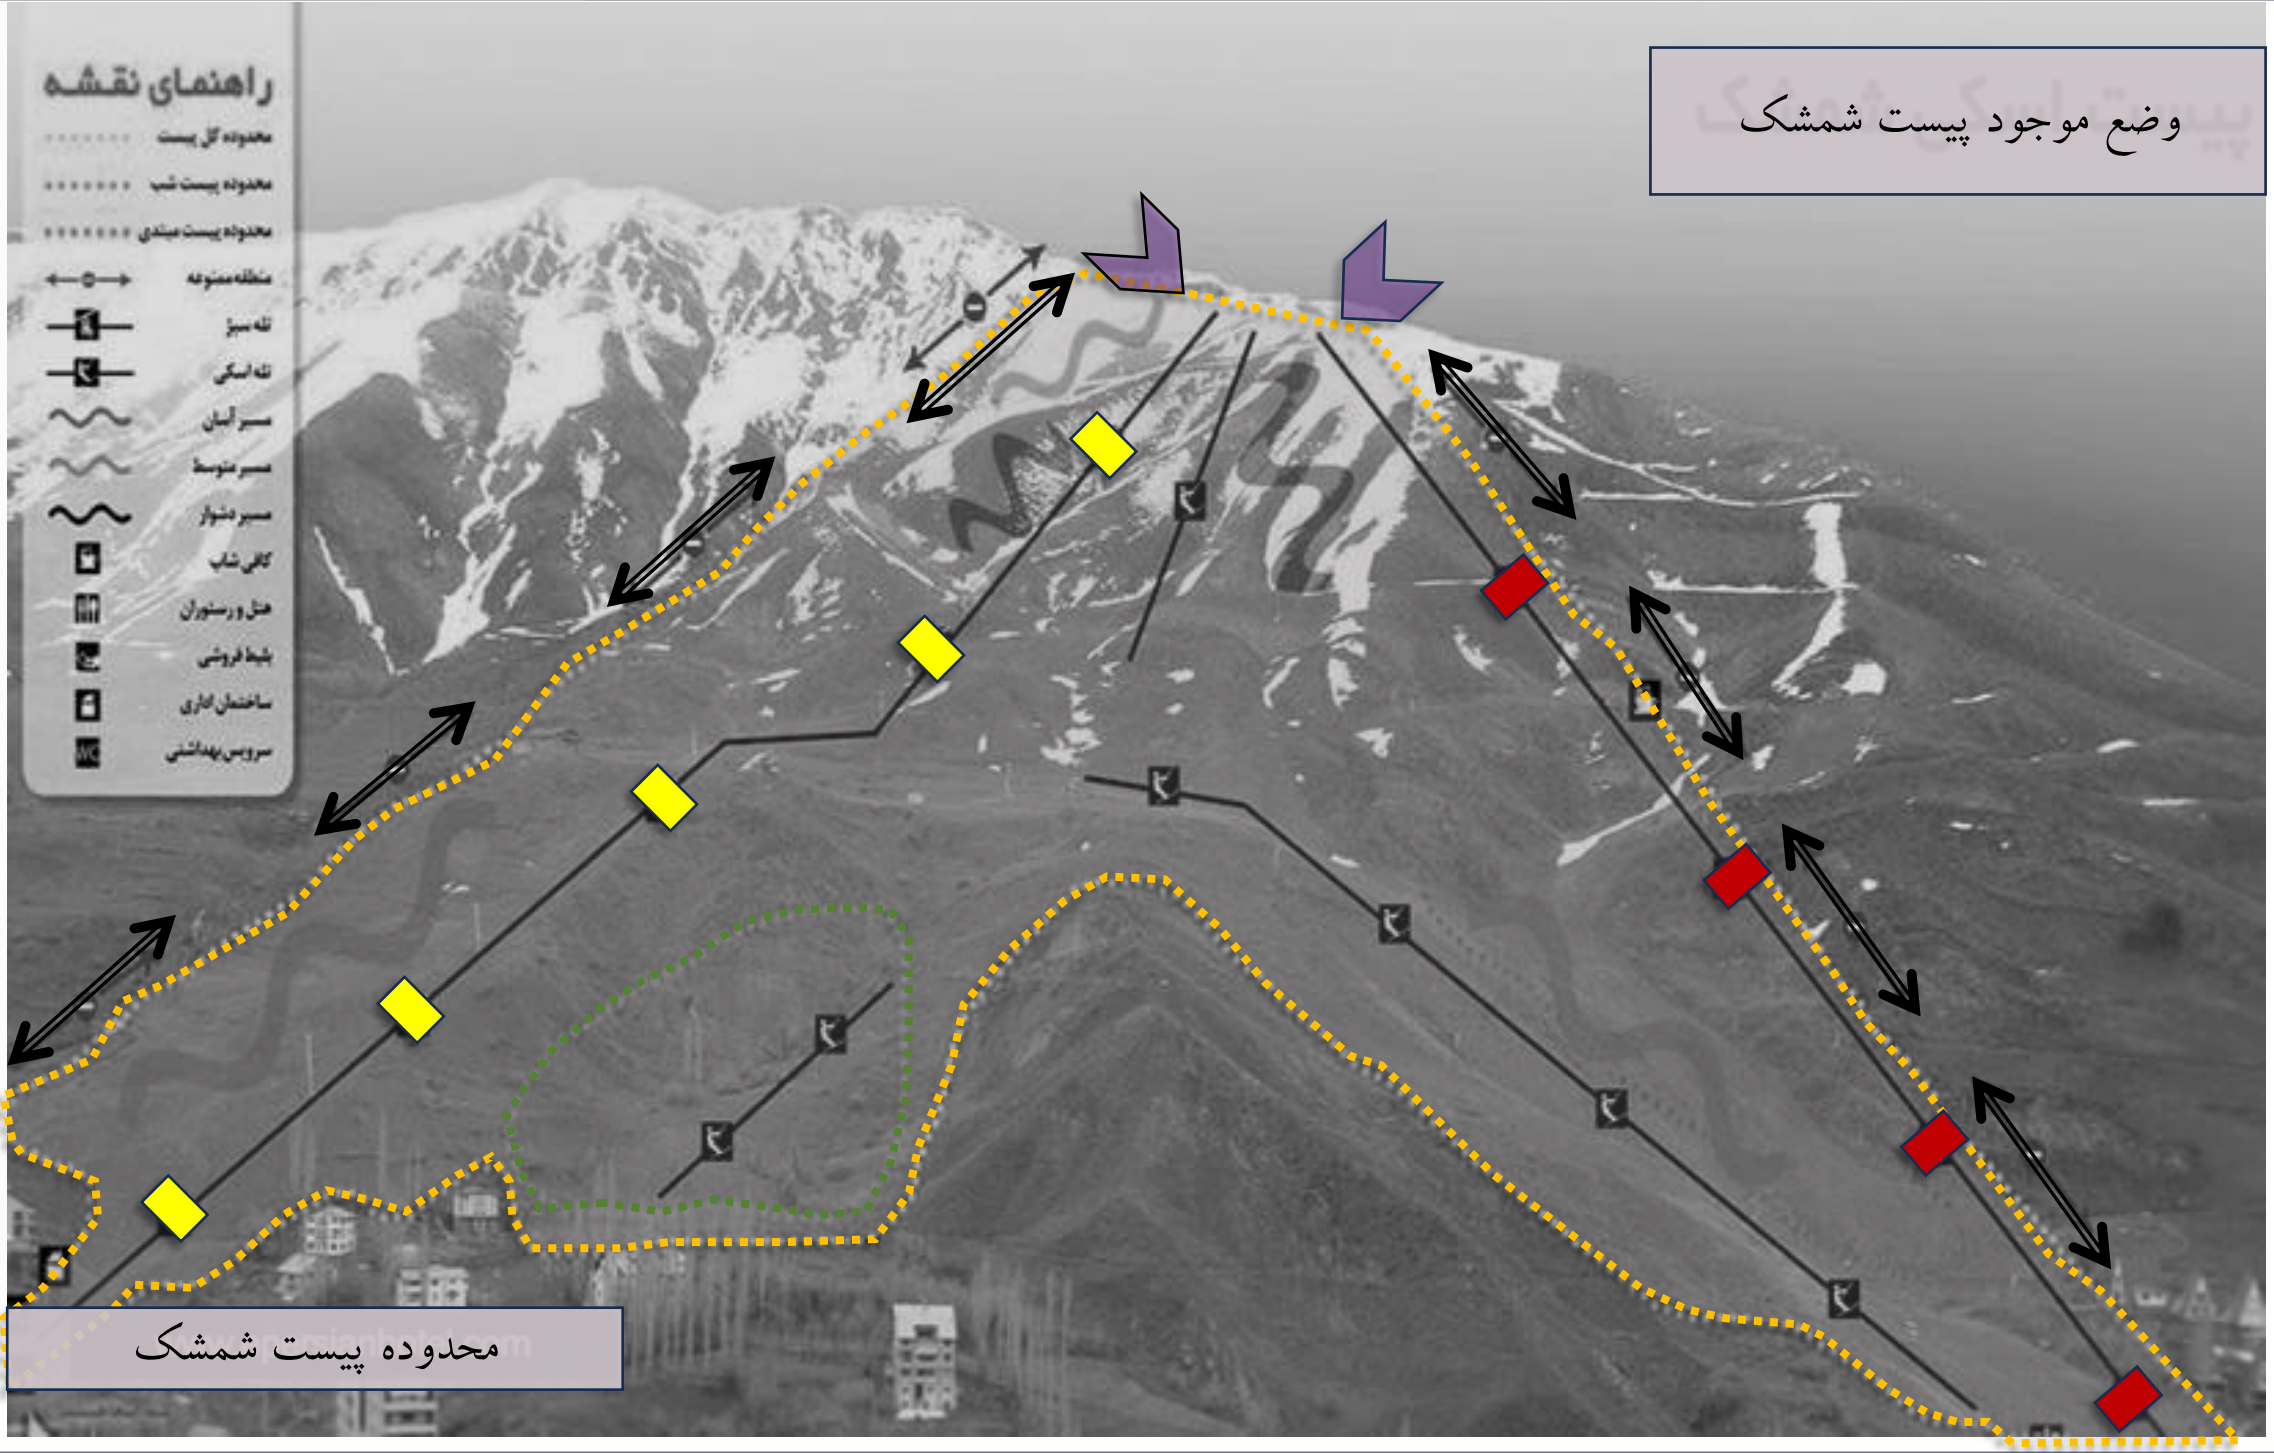 وضع موجود پیست شمشک
راهنمای نقشه
محدوده کل پیست
محدوده پیست شب
محدوده پیست مبتدی
منطقه ممنوعه
تله سیژ
تله اسکی
مسیر آسان
مسیر متوسط
مسیر دشوار
کافی شاپ
هتل و رستوران
بلیط فروشی
ساختمان اداری
سرویس بهداشتی
WC
محدوده پیست شمشک